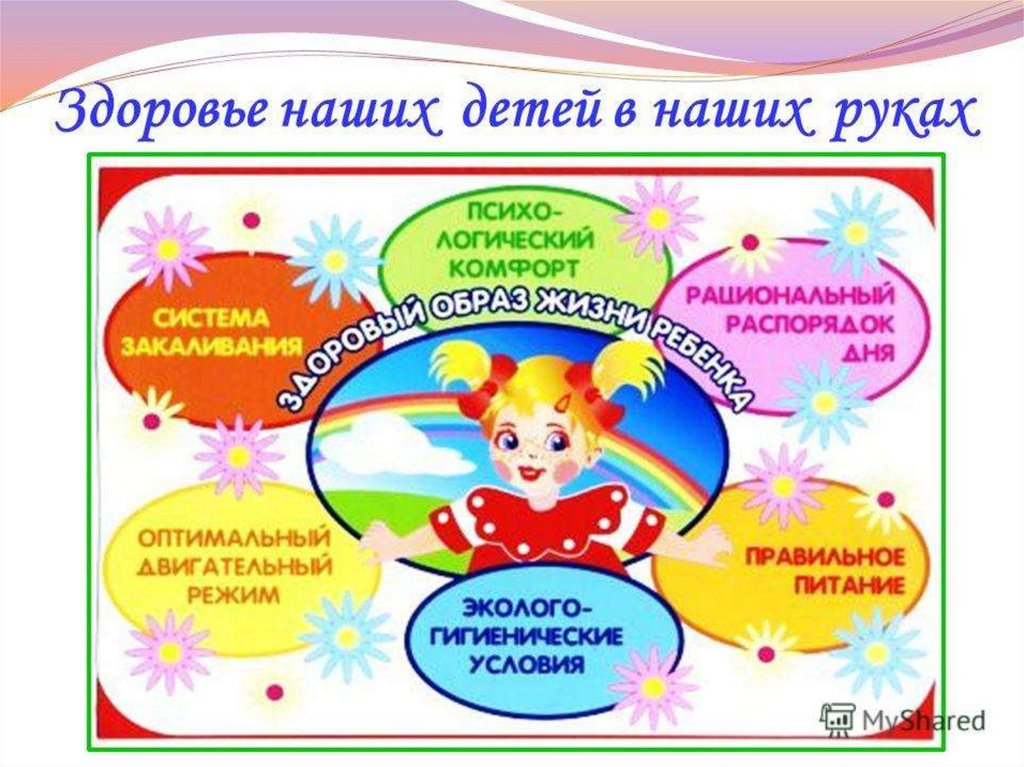 Здоровье наших детей в наших руках
ПСИХО-
ЛОГИЧЕСКИЙ
КОМФОРТ
СИСТЕМА
ЗАКАЛИВАНИЯ
ЗДОРОВЫЙ ОБРАЗ ЖИЗНИ РЕБЕНКА
РАЦИОНАЛЬНЫЙ
РАСПОРЯДОК
ДНЯ
ОПТИМАЛЬНЫЙ
ДВИГАТЕЛЬНЫЙ
РЕЖИМ
ПРАВИЛЬНОЕ
ПИТАНИЕ
ЭКОЛОГО-
ГИГИЕНИЧЕСКИЕ
УСЛОВИЯ
MyShared